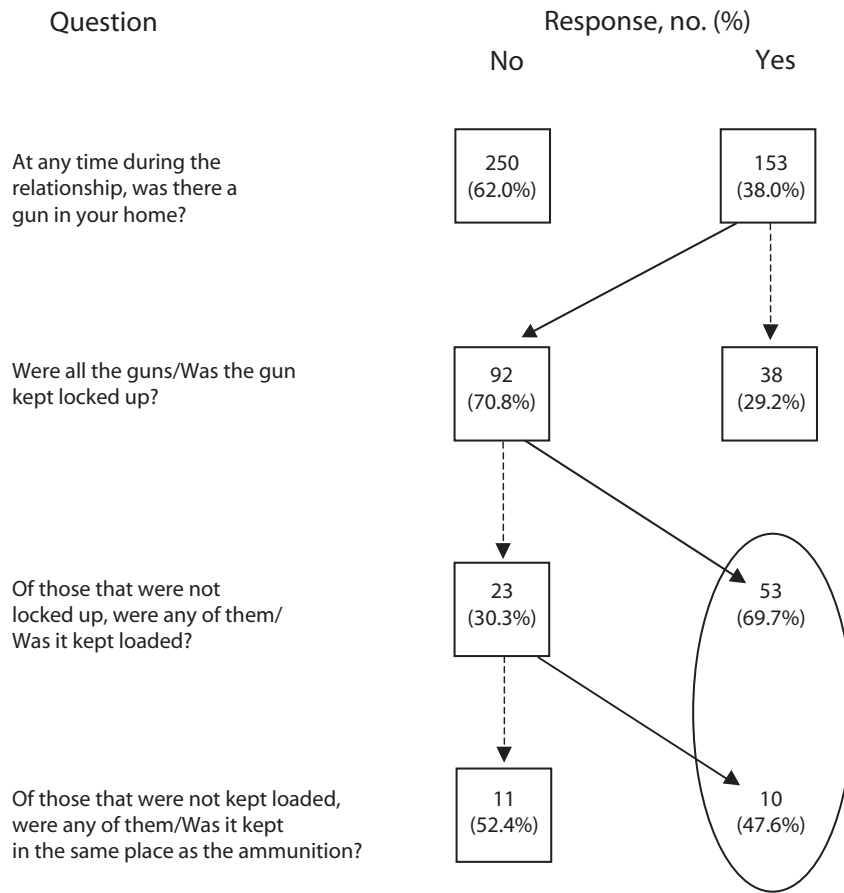 Question
Response, no. (%)
No
Yes
At any time during the
relationship, was there a
gun in your home?
250
(62.0%)
153
(38.0%)
Were all the guns/Was the gun
kept locked up?
92
(70.8%)
38
(29.2%)
Of those that were not
locked up, were any of them/
Was it kept loaded?
23
(30.3%)
53
(69.7%)
Of those that were not kept loaded,
were any of them/Was it kept
in the same place as the ammunition?
11
(52.4%)
10
(47.6%)